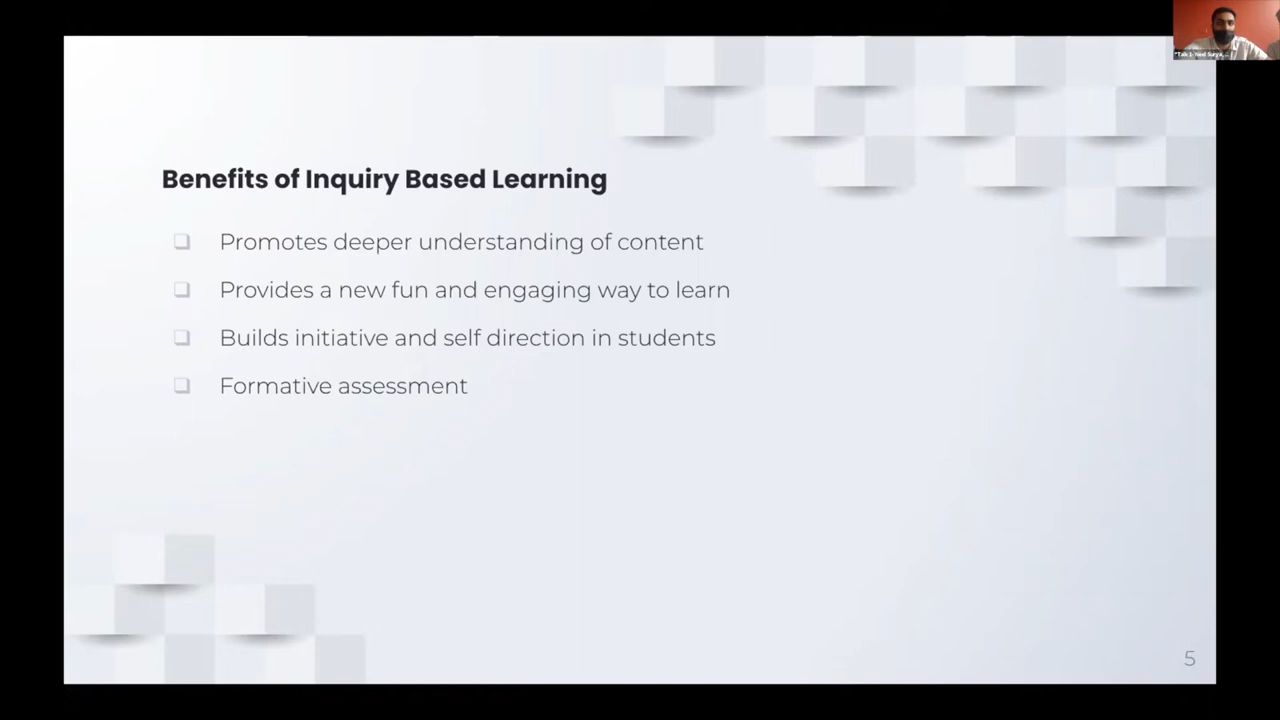 Benefits of Inquiry Based Learning
❑ Promotes deeper understanding of content
❑ Provides a new fun and engaging way to learn
❑ Builds initiative and self direction in students
❑ Formative assessment
5